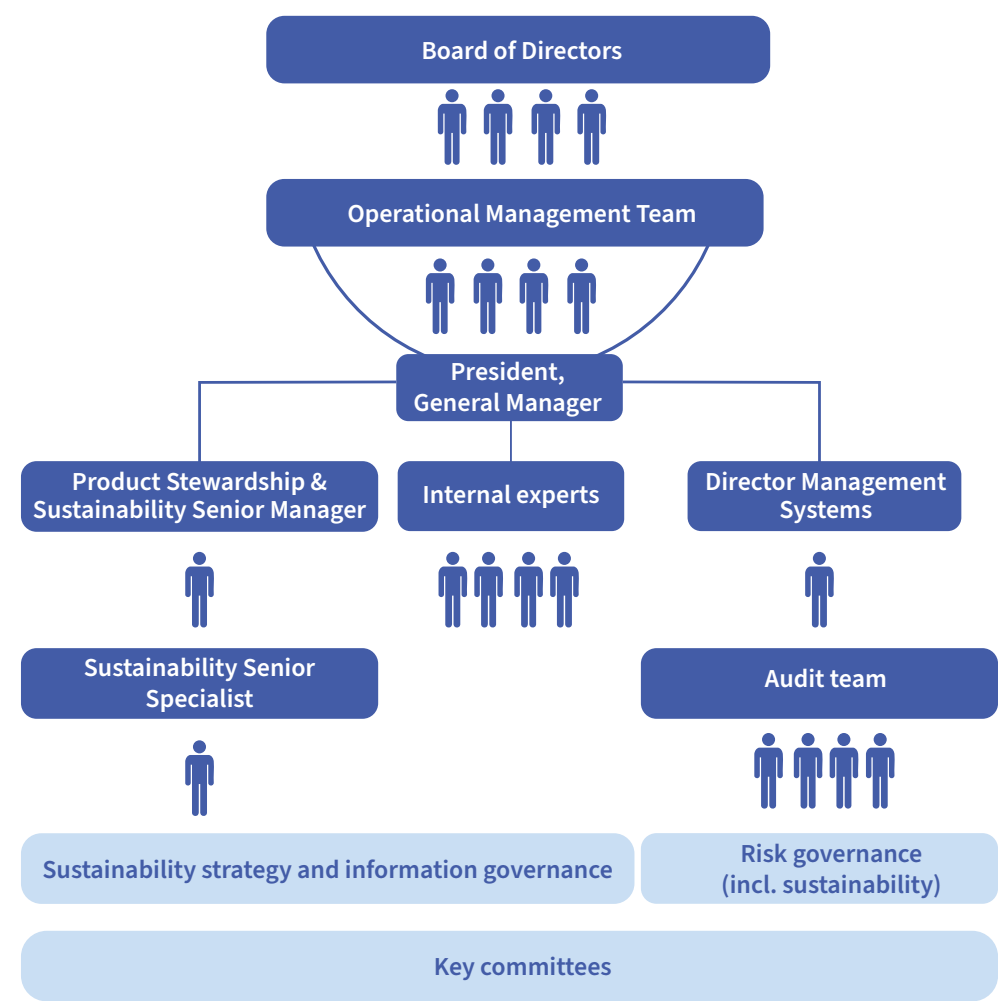 Board of Directors
Operational Management Team
President,
General Manager
Product Stewardship &
Sustainability Senior Manager
Internal experts
Director Management
Systems
Sustainability Senior
Specialist
Audit team
Sustainability strategy and information governance
Risk governance
(incl. sustainability)
Key committees